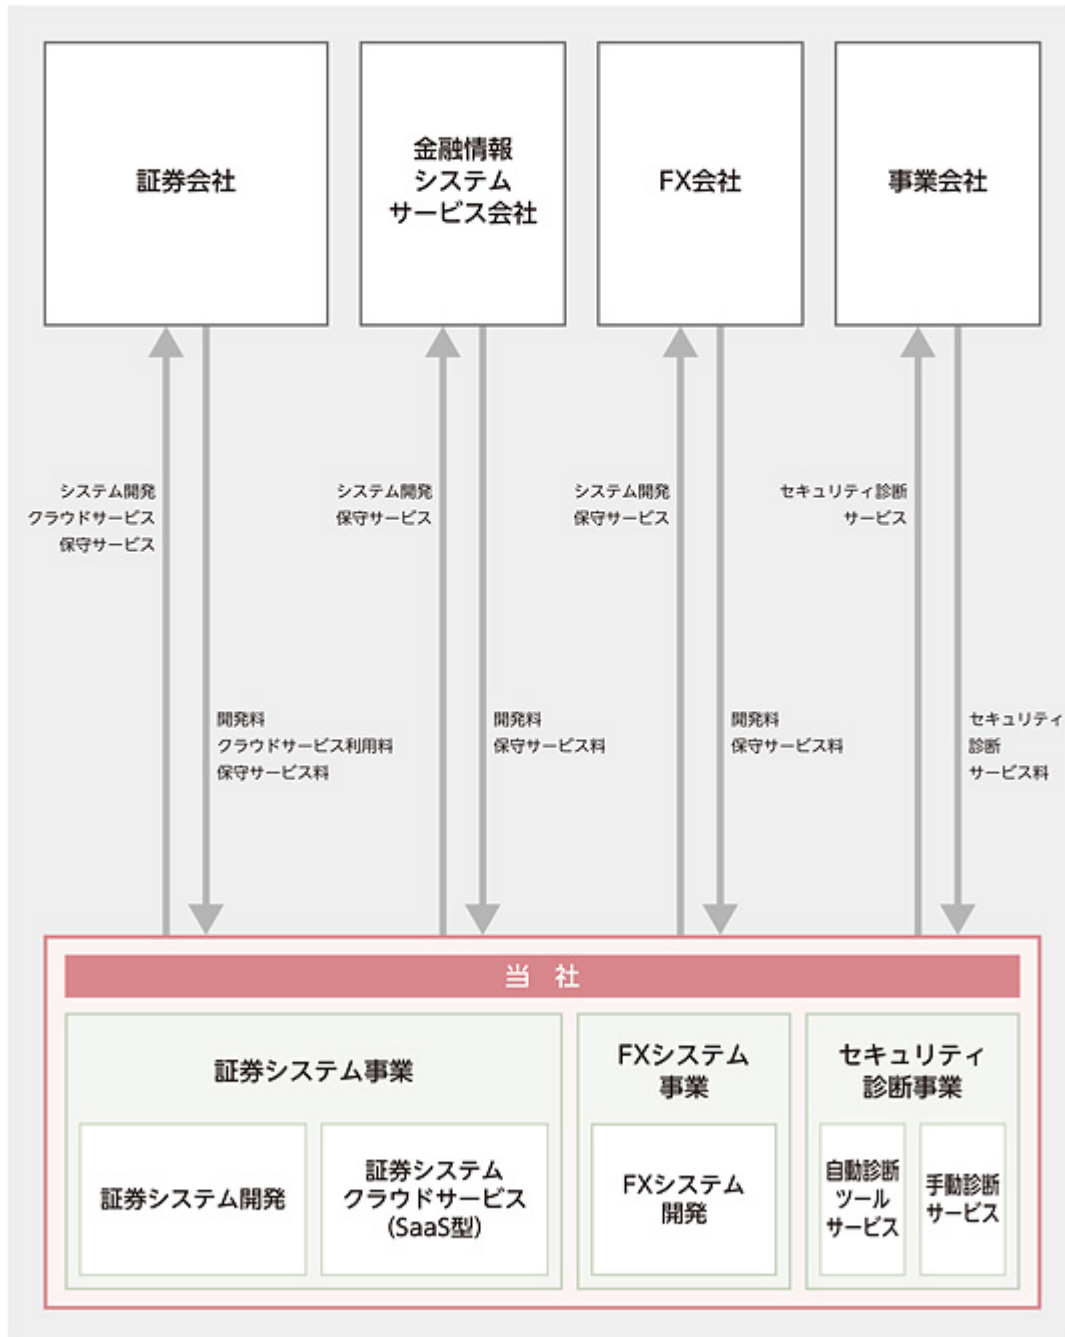 証券会社
金融情報
システム
サービス会社
FX会社
事業会社
システム開発
クラウドサービス
保守サービス
システム開発
保守サービス
システム開発
保守サービス
セキュリティ診断
サービス
開発料
クラウドサービス利用料
保守サービス料
開発料
保守サービス料
開発料
保守サービス料
セキュリティ
診断
サービス料
当 社
証券システム事業
証券システム開発
証券システム
クラウドサービス
(SaaS型)
FXシステム
事業
FXシステム
開発
セキュリティ
診断事業
自動診断
ツール
サービス
手動診断
サービス